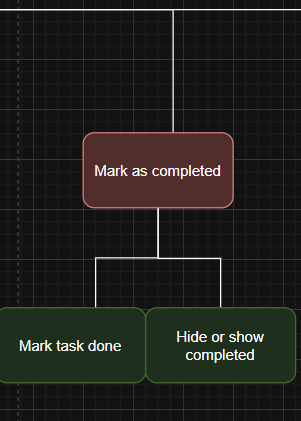 Mark as completed
Mark task done
Hide or show
completed